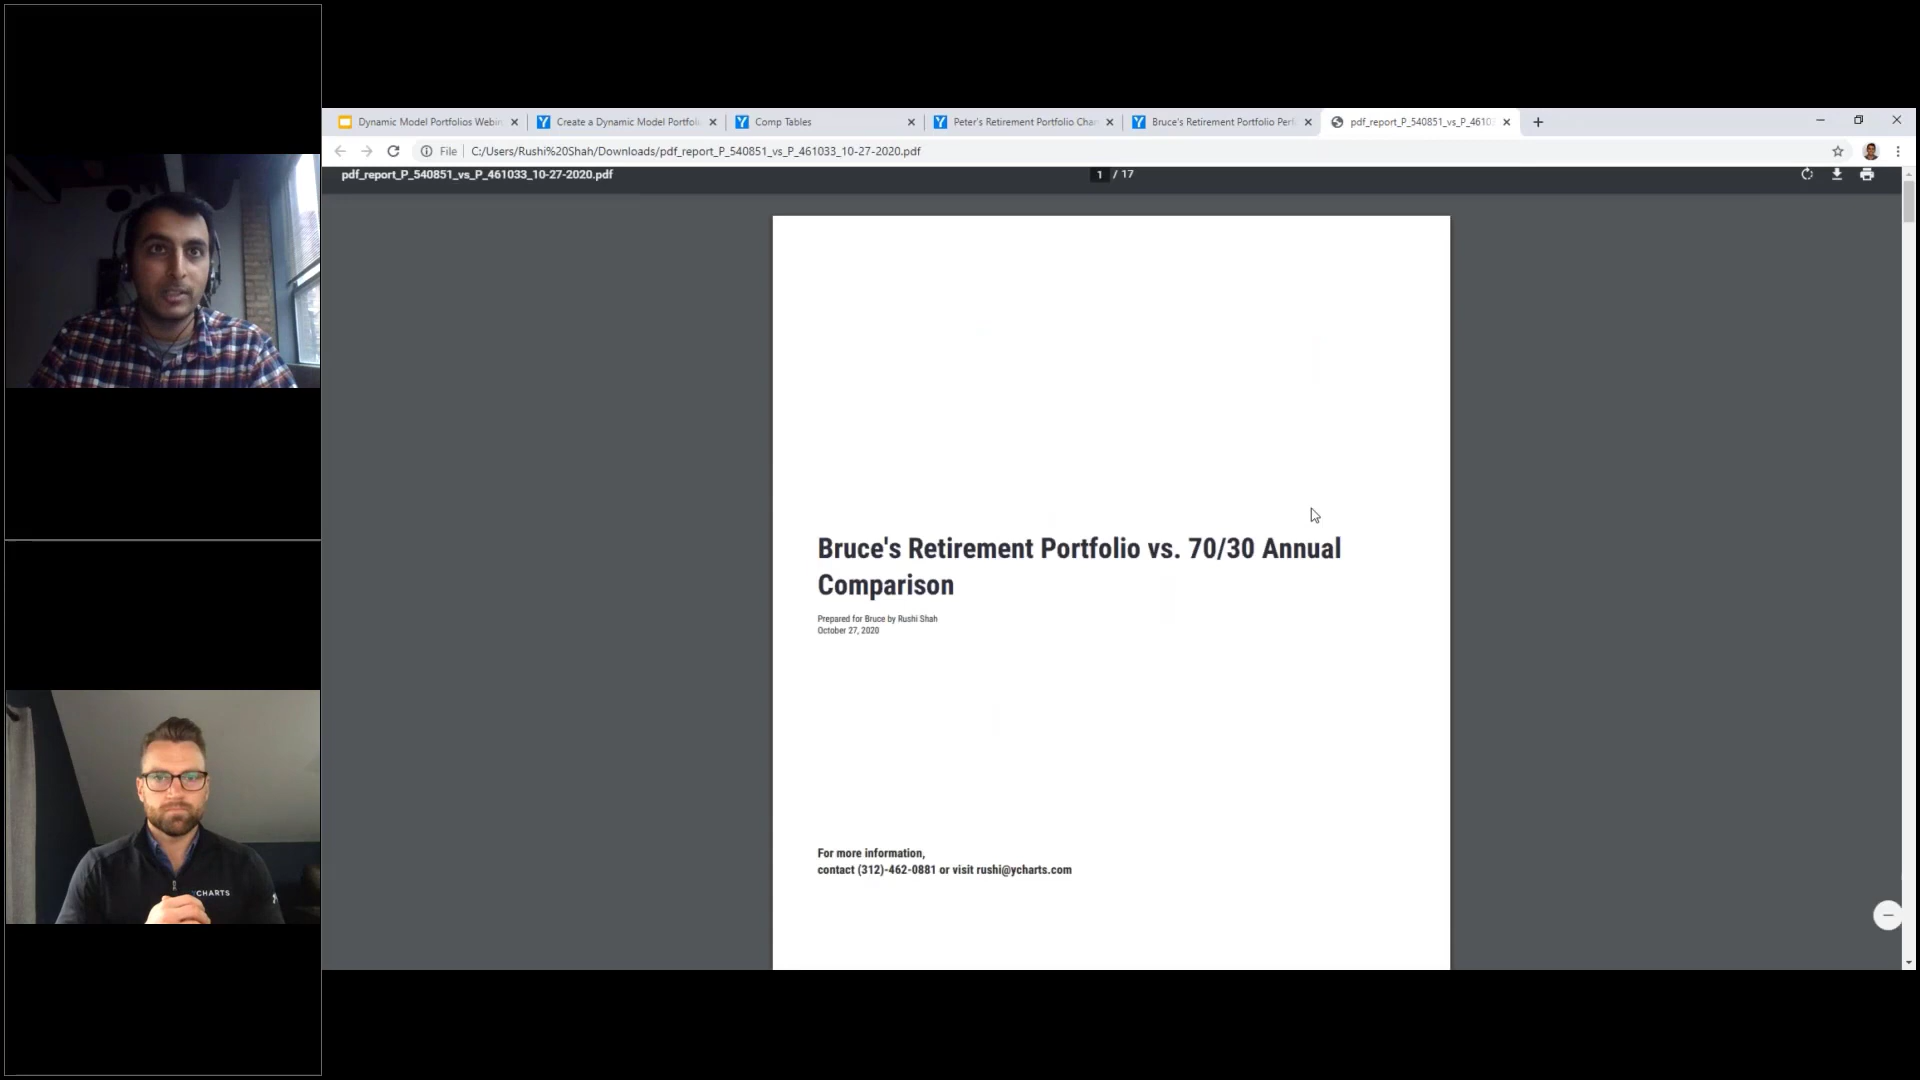 Dynamic Model Portfolios Webin
Create a Dynamic Model Portfoli
Comp Tables
Peter's Retirement Portfolio Char
Bruce's Retirement Portfolio Perf
pdf_report_P_540851_vs_P_4610
File
C:/Users/Rushi%20Shah/Downloads/pdf_report_P_540851_vs_P_461033_10-27-2020.pdf
pdf_report_P_540851_vs_P_461033_10-27-2020.pdf
1 / 17
Bruce's Retirement Portfolio vs. 70/30 Annual
Comparison
Prepared for Bruce by Rushi Shah
October 27, 2020
For more information,
contact (312)-462-0881 or visit rushi@ycharts.com
YCHARTS